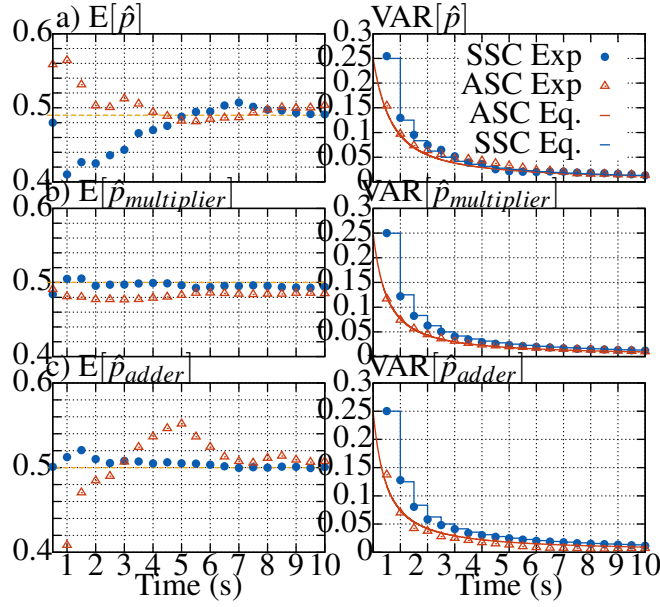 a) E[p̂]
VAR[p̂]
0.6
0.5
0.4
0.3
0.25
0.2
0.15
0.1
0.05
0
SSC Exp
ASC Exp
ASC Eq.
SSC Eq.
b) E[p̂multiplier]
VAR[p̂multiplier]
0.6
0.5
0.4
0.3
0.25
0.2
0.15
0.1
0.05
0
c) E[p̂adder]
VAR[p̂adder]
0.6
0.5
0.4
0.3
0.25
0.2
0.15
0.1
0.05
0
1 2 3 4 5 6 7 8 9 10
1 2 3 4 5 6 7 8 9 10
Time (s)
Time (s)